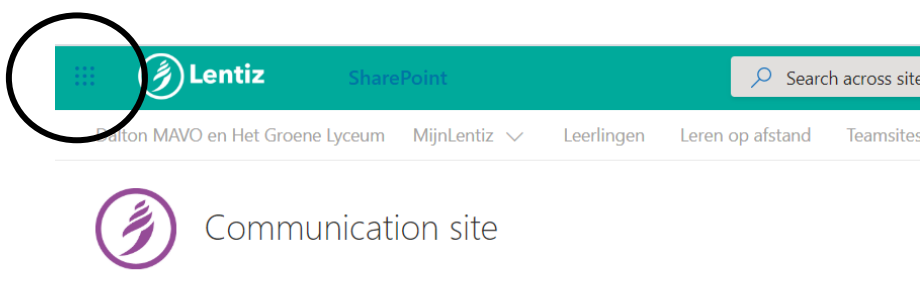 Lentiz SharePoint Search across site
Dalton MAVO en Het Groene Lyceum MijnLentiz Leerlingen Leren op afstand Teamsites
Communication site